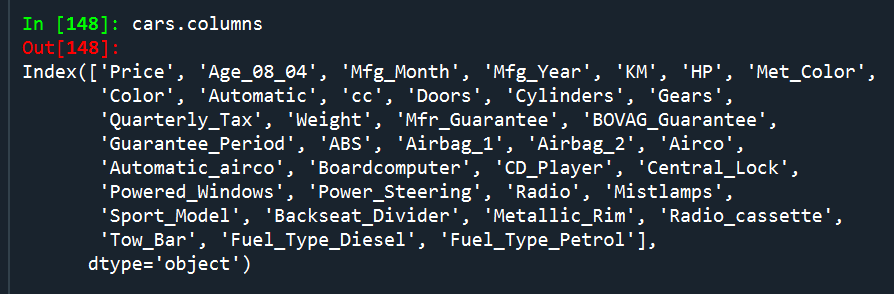 In [148]: cars.columns
Out[148]:
Index(['Price', 'Age_08_04', 'Mfg_Month', 'Mfg_Year', 'KM', 'HP', 'Met_Color',
'Color', 'Automatic', 'cc', 'Doors', 'Cylinders', 'Gears',
'Quarterly_Tax', 'Weight', 'Mfr_Guarantee', 'BOVAG_Guarantee',
'Guarantee_Period', 'ABS', 'Airbag_1', 'Airbag_2', 'Airco',
'Automatic_airco', 'Boardcomputer', 'CD_Player', 'Central_Lock',
'Powered_Windows', 'Power_Steering', 'Radio', 'Mistlamps',
'Sport_Model', 'Backseat_Divider', 'Metallic_Rim', 'Radio_cassette',
'Tow_Bar', 'Fuel_Type_Diesel', 'Fuel_Type_Petrol'],
dtype='object')